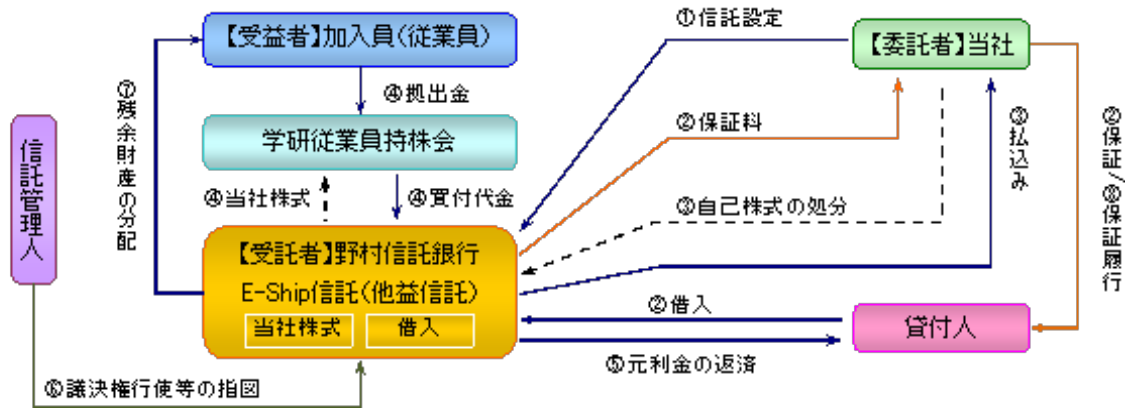 【受益者】加入員(従業員)
①信託設定
【委託者】当社
④拠出金
⑦残余財産の分配
学研従業員持株会
②保証料
③払込み
②保証/⑧保証履行
信託管理人
④当社株式
④買付代金
③自己株式の処分
【受託者】野村信託銀行
E-Ship信託(他益信託)
当社株式
借入
②借入
貸付人
⑤元利金の返済
⑥議決権行使等の指図